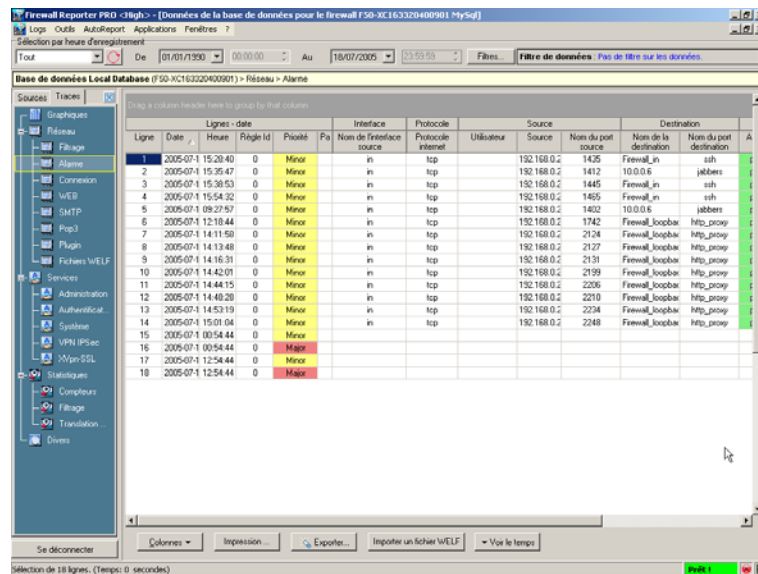 Firewall Reporter PRO <High> - [Données de la base de données pour le firewall F50-XC163320400901 MySql]
Logs Outils AutoReport Applications Fenêtres ?
Sélection par heure d'enregistrement
Tout De 01/01/1990 00:00:00 Au 18/07/2005 23:59:59 Filtres... Filtre de données : Pas de filtre sur les données.
Base de données Local Database (F50-XC163320400901) > Réseau > Alarme
Sources Traces
Graphiques
Réseau
Filtrage
Alarme
Connexion
WEB
SMTP
Pop3
Plugin
Fichiers WELF
Services
Administration
Authentificat...
Système
VPN IPSec
XVpn-SSL
Statistiques
Compteurs
Filtrage
Translation ...
Divers
Se déconnecter
Drag a column header here to group by that column
Lignes - date Interface Protocole Source Destination
Ligne Date Heure Règle Id Priorité Pa Nom de l'interface source Protocole internet Utilisateur Source Nom du port source Nom de la destination Nom du port destination A
1 2005-07-1 15:28:40 0 Minor in tcp 192.168.0.2 1435 Firewall_in ssh
2 2005-07-1 15:35:47 0 Minor in tcp 192.168.0.2 1412 10.0.0.6 jabbers
3 2005-07-1 15:38:53 0 Minor in tcp 192.168.0.2 1445 Firewall_in ssh
4 2005-07-1 15:54:32 0 Minor in tcp 192.168.0.2 1465 Firewall_in ssh
5 2005-07-1 09:27:57 0 Minor in tcp 192.168.0.2 1402 10.0.0.6 jabbers
6 2005-07-1 12:18:44 0 Minor in tcp 192.168.0.2 1742 Firewall_loopbac http_proxy
7 2005-07-1 14:11:58 0 Minor in tcp 192.168.0.2 2124 Firewall_loopbac http_proxy
8 2005-07-1 14:13:48 0 Minor in tcp 192.168.0.2 2127 Firewall_loopbac http_proxy
9 2005-07-1 14:16:31 0 Minor in tcp 192.168.0.2 2131 Firewall_loopbac http_proxy
10 2005-07-1 14:42:01 0 Minor in tcp 192.168.0.2 2199 Firewall_loopbac http_proxy
11 2005-07-1 14:44:15 0 Minor in tcp 192.168.0.2 2206 Firewall_loopbac http_proxy
12 2005-07-1 14:48:28 0 Minor in tcp 192.168.0.2 2210 Firewall_loopbac http_proxy
13 2005-07-1 14:53:19 0 Minor in tcp 192.168.0.2 2234 Firewall_loopbac http_proxy
14 2005-07-1 15:01:04 0 Minor in tcp 192.168.0.2 2248 Firewall_loopbac http_proxy
15 2005-07-1 00:54:44 0 Minor
16 2005-07-1 00:54:44 0 Major
17 2005-07-1 12:54:44 0 Minor
18 2005-07-1 12:54:44 0 Major
Colonnes Impression ... Exporter... Importer un fichier WELF Voir le temps
Sélection de 18 lignes. (Temps: 0 secondes) Prêt !